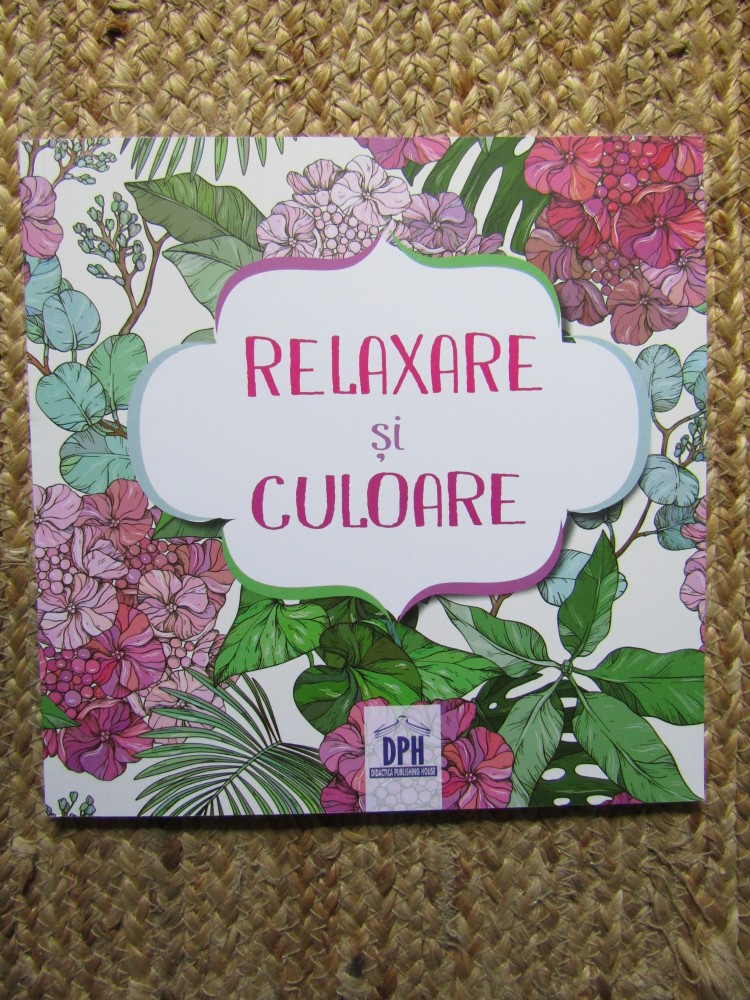 RELAXARE
și
CULOARE
DPH
DIDACTICA PUBLISHING HOUSE